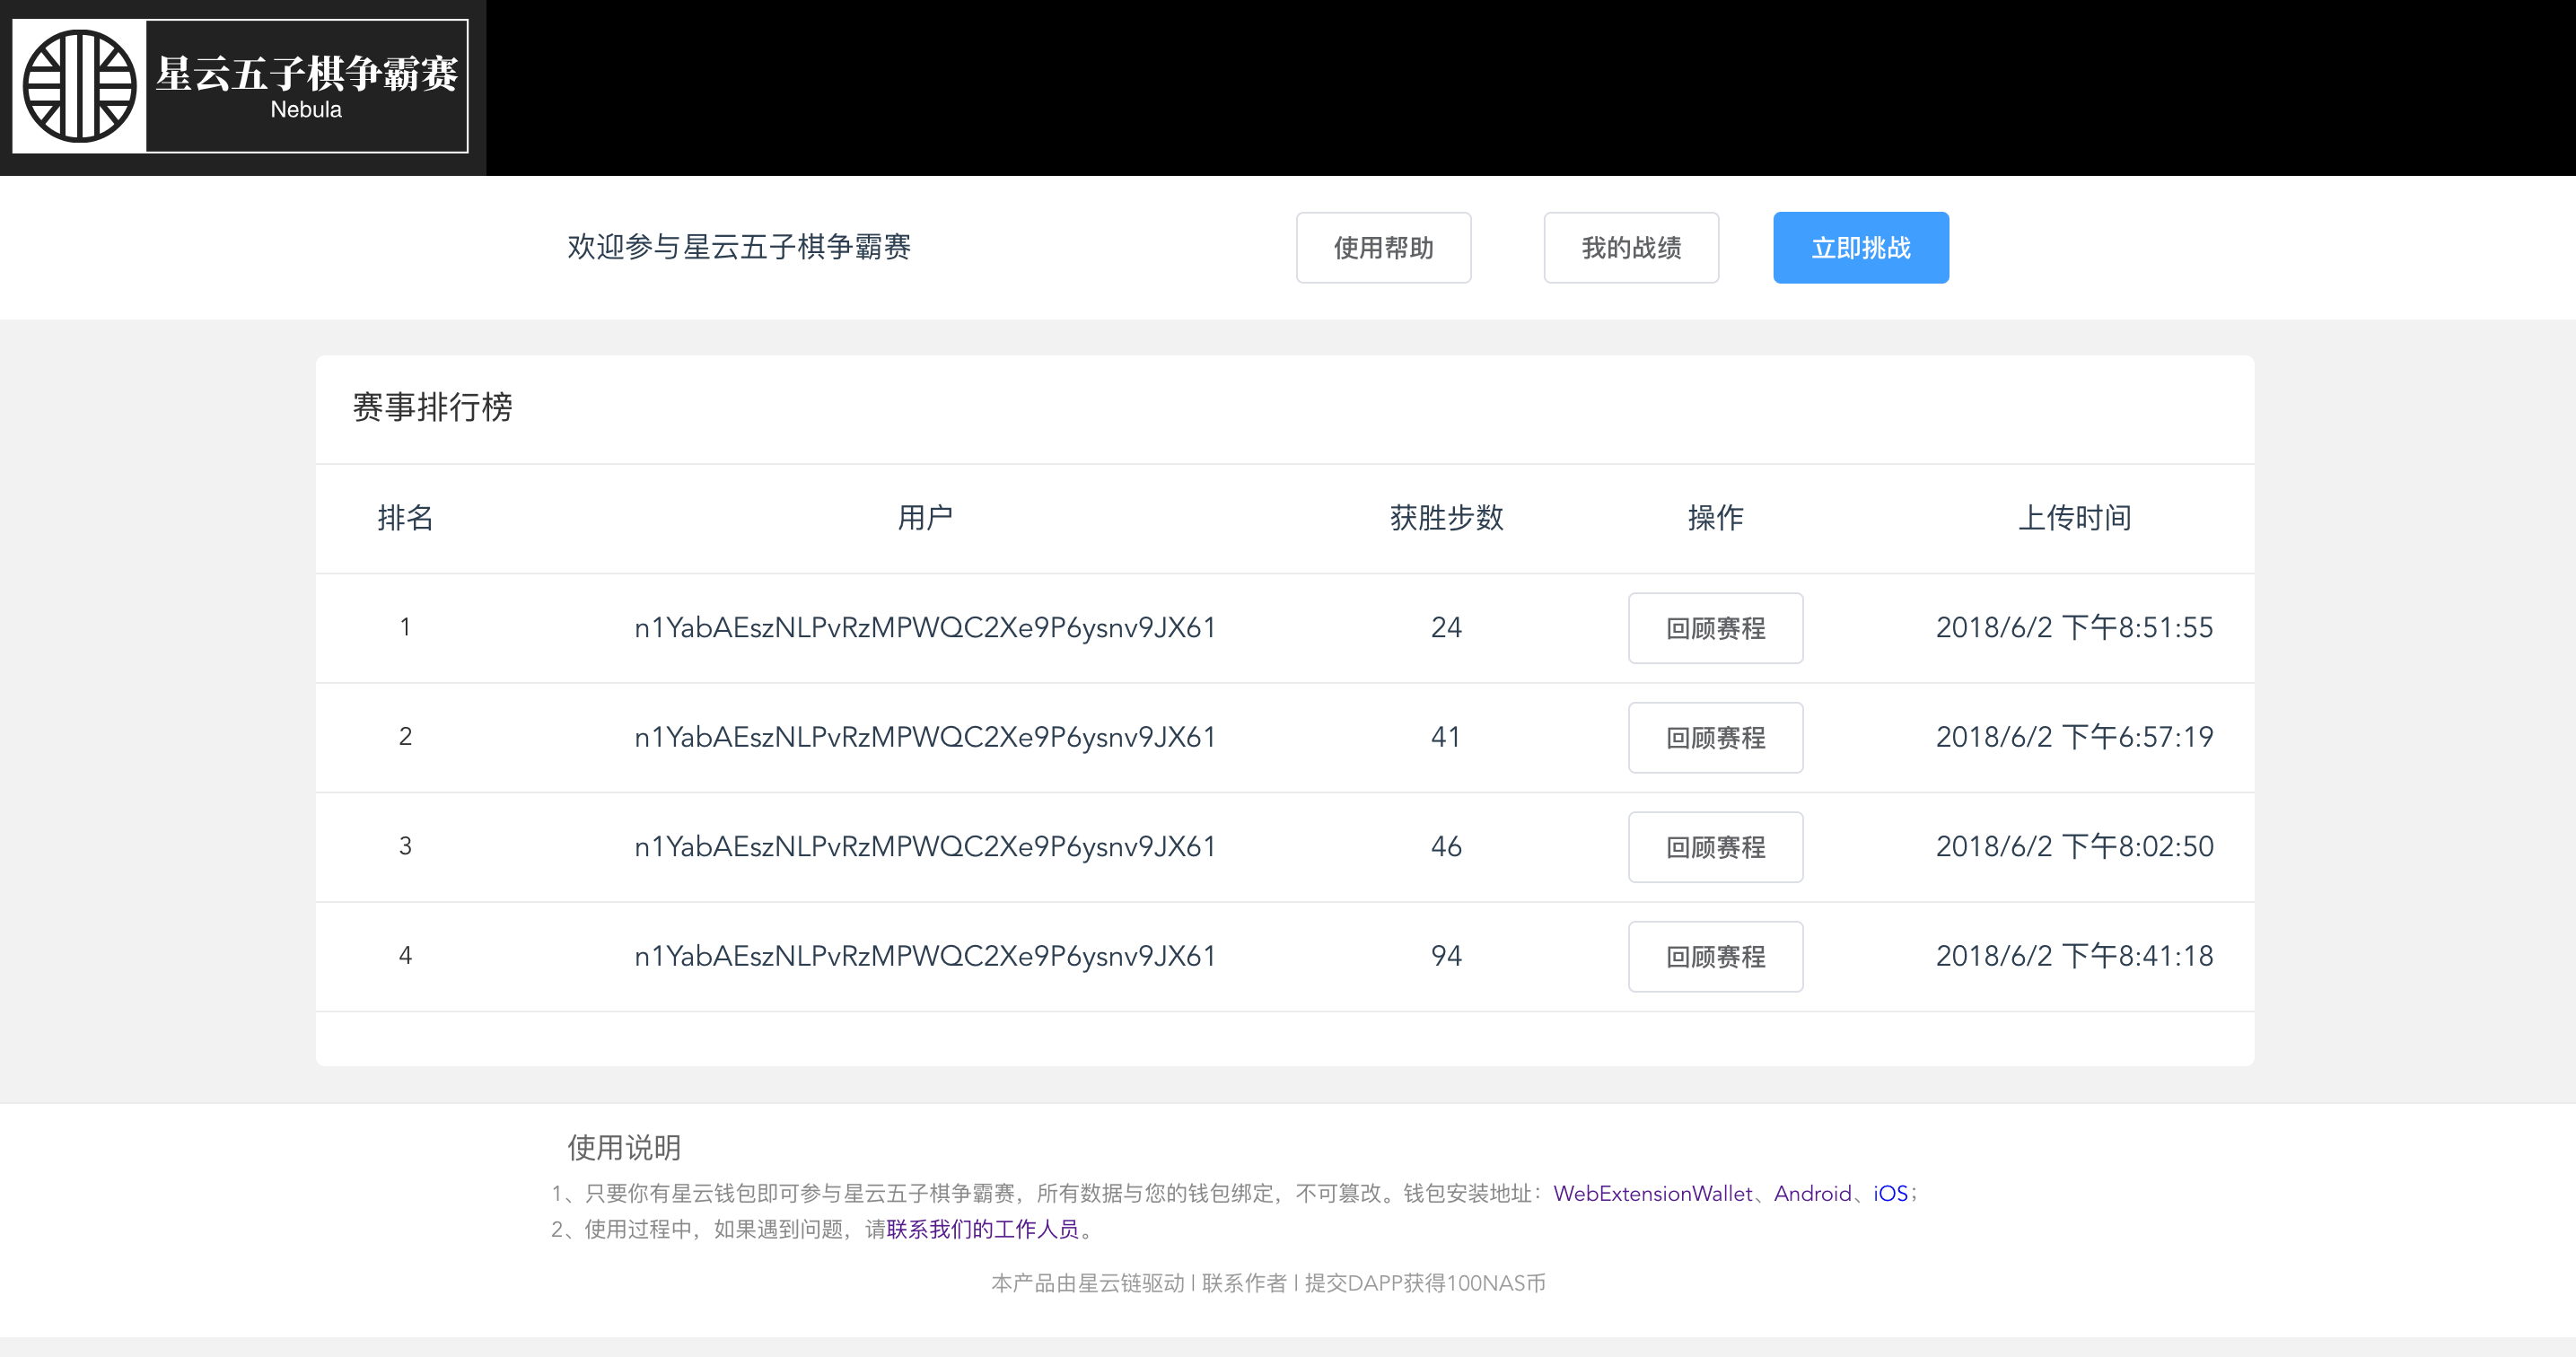 星云五子棋争霸赛
Nebula
欢迎参与星云五子棋争霸赛 使用帮助 我的战绩 立即挑战
赛事排行榜
排名 用户 获胜步数 操作 上传时间
1 n1YabAEszNLPvRzMPWQC2Xe9P6ysnv9JX61 24 回顾赛程 2018/6/2 下午8:51:55
2 n1YabAEszNLPvRzMPWQC2Xe9P6ysnv9JX61 41 回顾赛程 2018/6/2 下午6:57:19
3 n1YabAEszNLPvRzMPWQC2Xe9P6ysnv9JX61 46 回顾赛程 2018/6/2 下午8:02:50
4 n1YabAEszNLPvRzMPWQC2Xe9P6ysnv9JX61 94 回顾赛程 2018/6/2 下午8:41:18
使用说明
1、只要你有星云钱包即可参与星云五子棋争霸赛，所有数据与您的钱包绑定，不可篡改。钱包安装地址：WebExtensionWallet、Android、iOS；
2、使用过程中，如果遇到问题，请联系我们的工作人员。
本产品由星云链驱动 | 联系作者 | 提交DAPP获得100NAS币